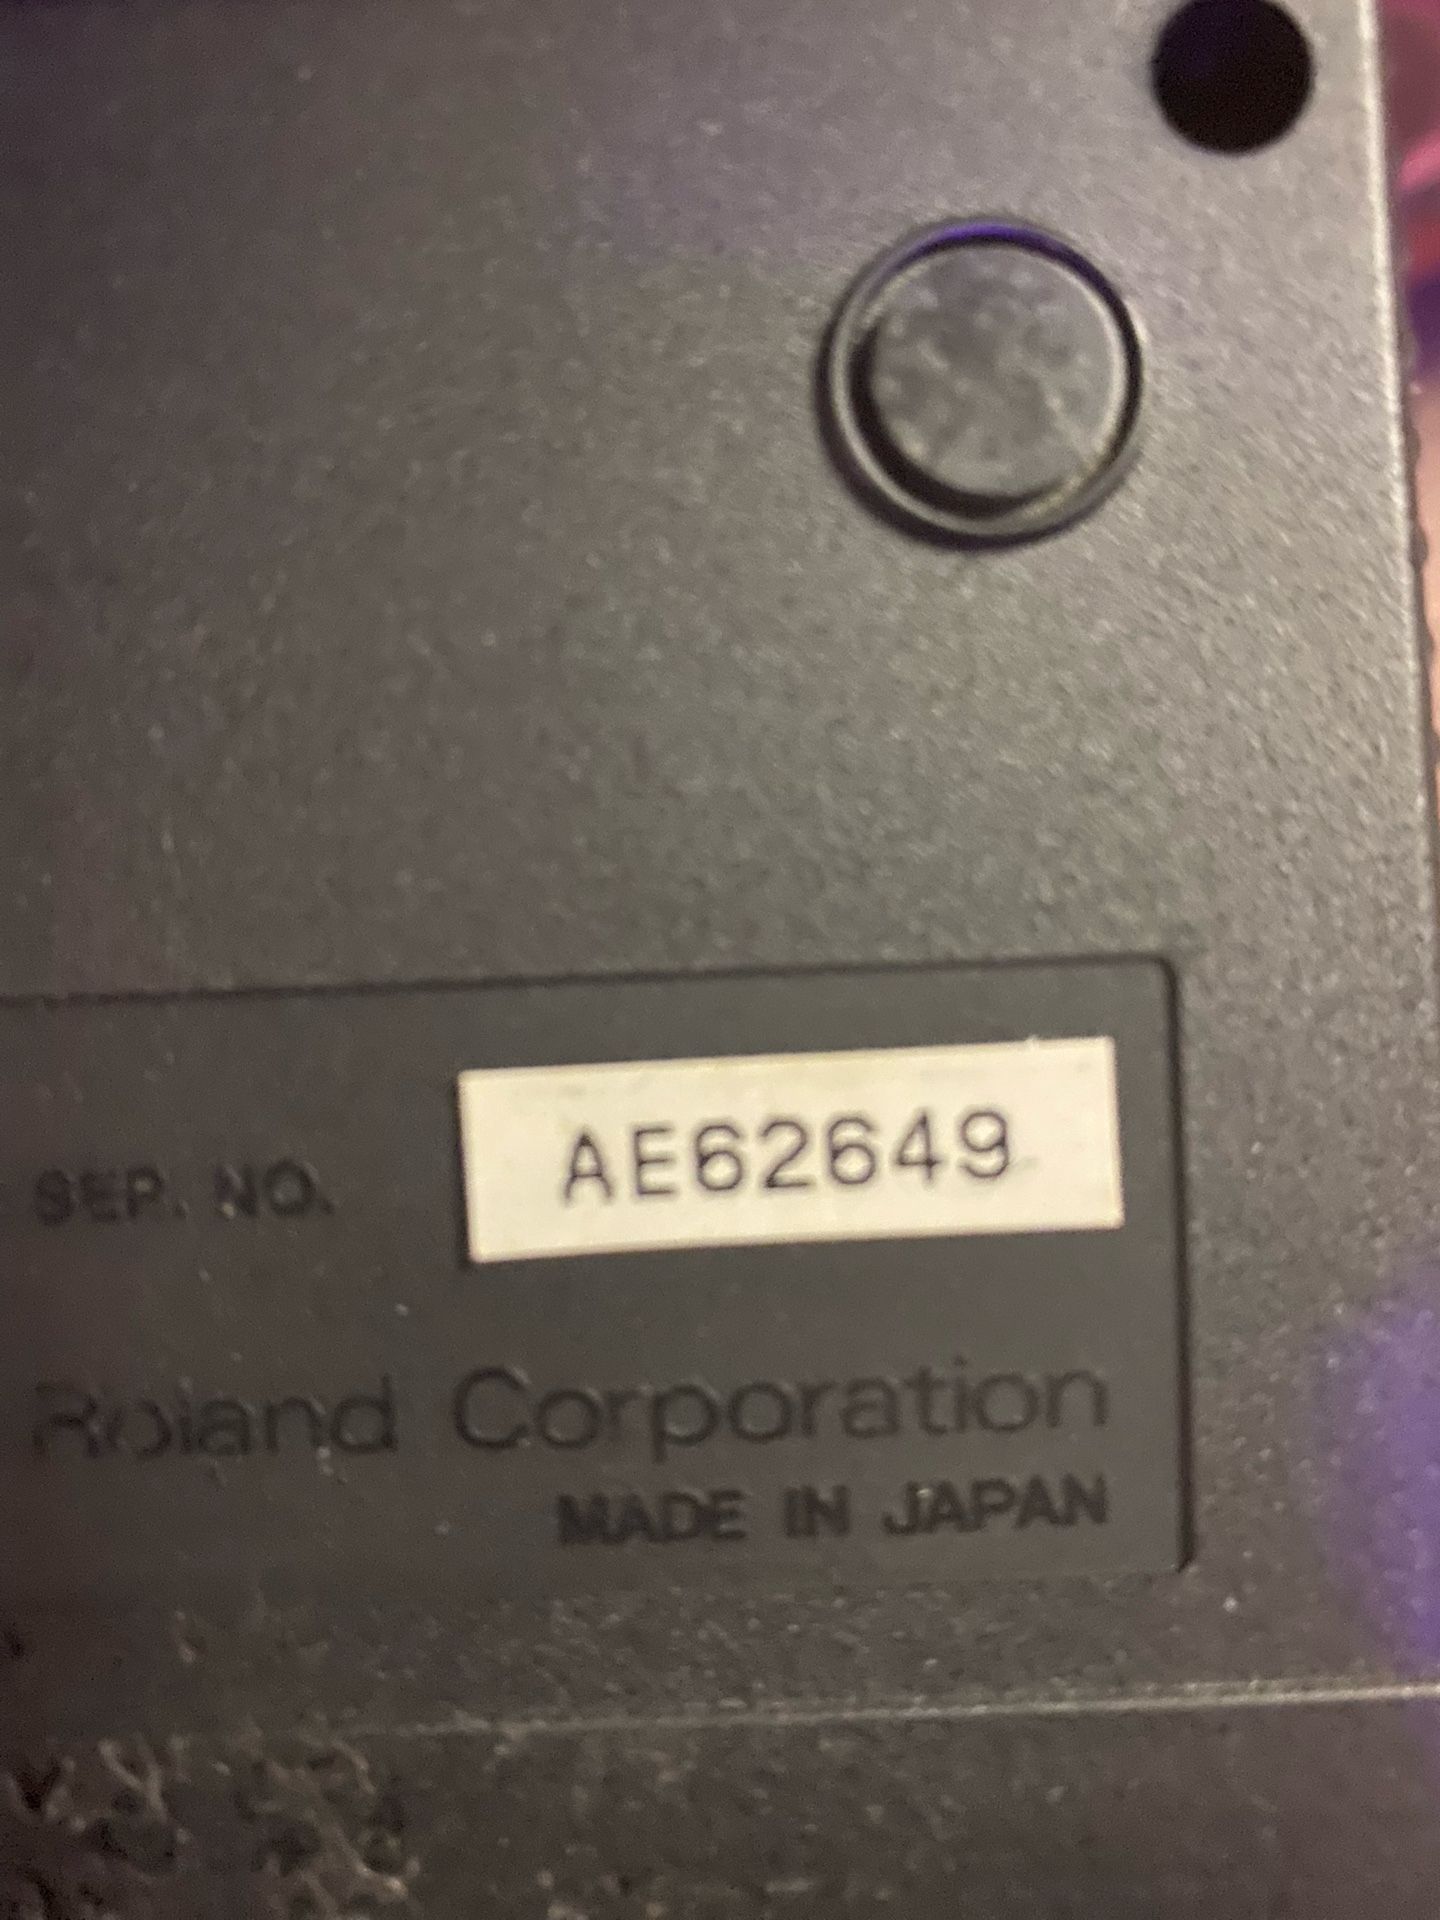 SER. NO. AE62649
Roland Corporation
MADE IN JAPAN